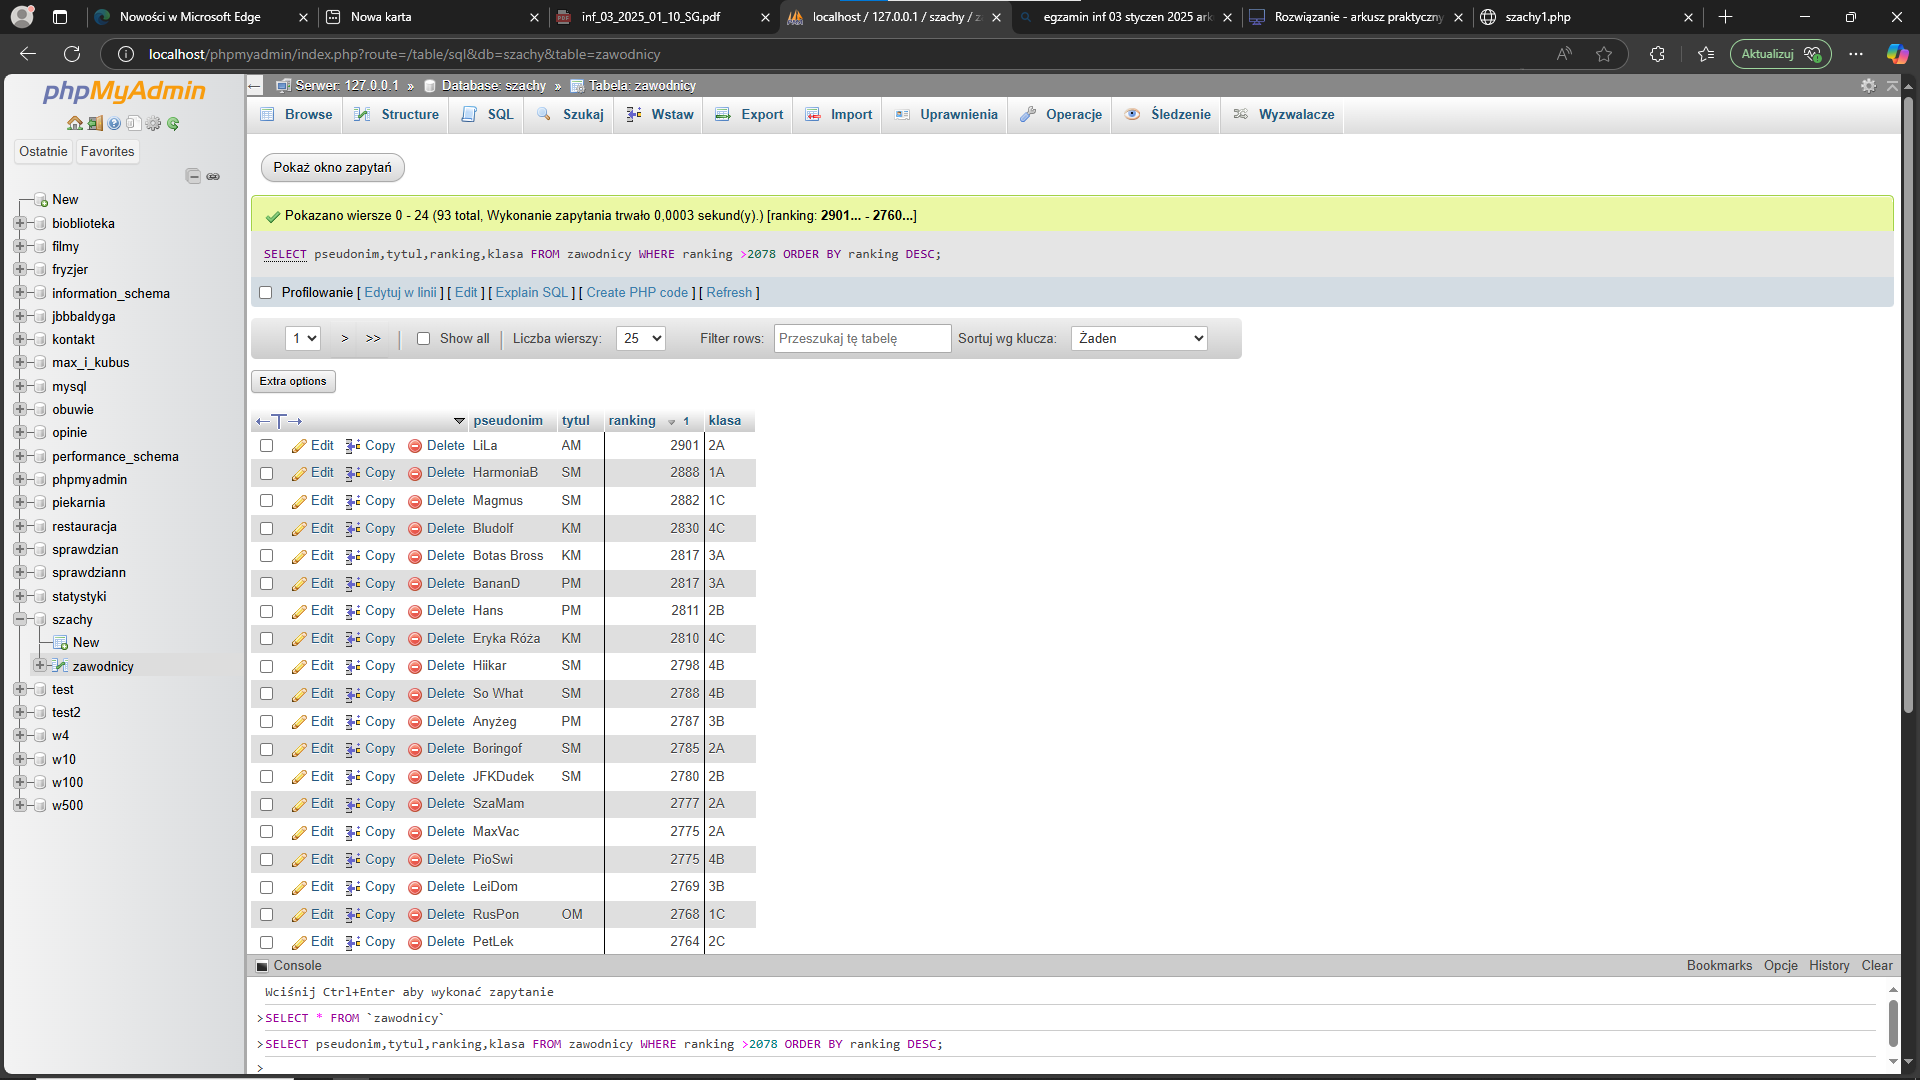 Nowości w Microsoft Edge
Nowa karta
inf_03_2025_01_10_SG.pdf
localhost / 127.0.0.1 / szachy / z
egzamin inf 03 styczen 2025 ark
Rozwiązanie - arkusz praktyczny
szachy1.php
localhost/phpmyadmin/index.php?route=/table/sql&db=szachy&table=zawodnicy
Aktualizuj
phpMyAdmin
Ostatnie Favorites
New
bioblioteka
filmy
fryzjer
information_schema
jbbbaldyga
kontakt
max_i_kubus
mysql
obuwie
opinie
performance_schema
phpmyadmin
piekarnia
restauracja
sprawdzian
sprawdziann
statystyki
szachy
New
zawodnicy
test
test2
w4
w10
w100
w500
Serwer: 127.0.0.1 » Database: szachy » Tabela: zawodnicy
Browse Structure SQL Szukaj Wstaw Export Import Uprawnienia Operacje Śledzenie Wyzwalacze
Pokaż okno zapytań
Pokazano wiersze 0 - 24 (93 total, Wykonanie zapytania trwało 0,0003 sekund(y).) [ranking: 2901... - 2760...]
SELECT pseudonim,tytul,ranking,klasa FROM zawodnicy WHERE ranking >2078 ORDER BY ranking DESC;
Profilowanie [ Edytuj w linii ] [ Edit ] [ Explain SQL ] [ Create PHP code ] [ Refresh ]
1 > >> | Show all | Liczba wierszy: 25 Filter rows: Przeszukaj tę tabelę Sortuj wg klucza: Żaden
Extra options
←T→ pseudonim tytul ranking 1 klasa
Edit Copy Delete LiLa AM 2901 2A
Edit Copy Delete HarmoniaB SM 2888 1A
Edit Copy Delete Magmus SM 2882 1C
Edit Copy Delete Bludolf KM 2830 4C
Edit Copy Delete Botas Bross KM 2817 3A
Edit Copy Delete BananD PM 2817 3A
Edit Copy Delete Hans PM 2811 2B
Edit Copy Delete Eryka Róża KM 2810 4C
Edit Copy Delete Hiikar SM 2798 4B
Edit Copy Delete So What SM 2788 4B
Edit Copy Delete Anyżeg PM 2787 3B
Edit Copy Delete Boringof SM 2785 2A
Edit Copy Delete JFKDudek SM 2780 2B
Edit Copy Delete SzaMam 2777 2A
Edit Copy Delete MaxVac 2775 2A
Edit Copy Delete PioSwi 2775 4B
Edit Copy Delete LeiDom 2769 3B
Edit Copy Delete RusPon OM 2768 1C
Edit Copy Delete PetLek 2764 2C
Console Bookmarks Opcje History Clear
Wciśnij Ctrl+Enter aby wykonać zapytanie
>SELECT * FROM `zawodnicy`
>SELECT pseudonim,tytul,ranking,klasa FROM zawodnicy WHERE ranking >2078 ORDER BY ranking DESC;
>